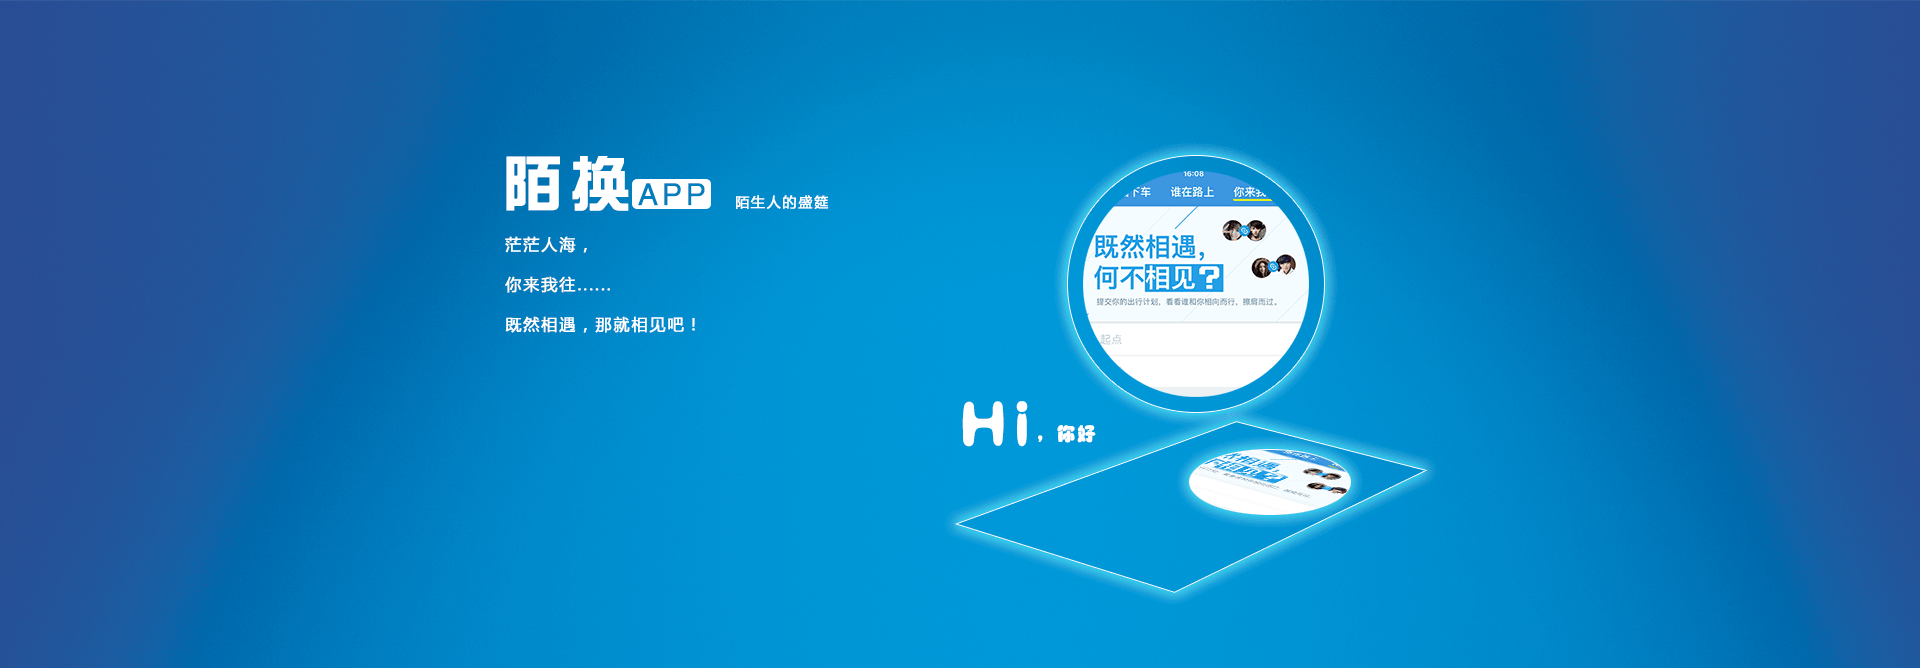 陌换APP 陌生人的盛筵
茫茫人海，
你来我往......
既然相遇，那就相见吧！
16:08
下车 谁在路上 你来我
既然相遇，
何不相见？
提交你的出行计划，看看谁和你相向而行，擦肩而过。
起点
Hi，你好
相遇，